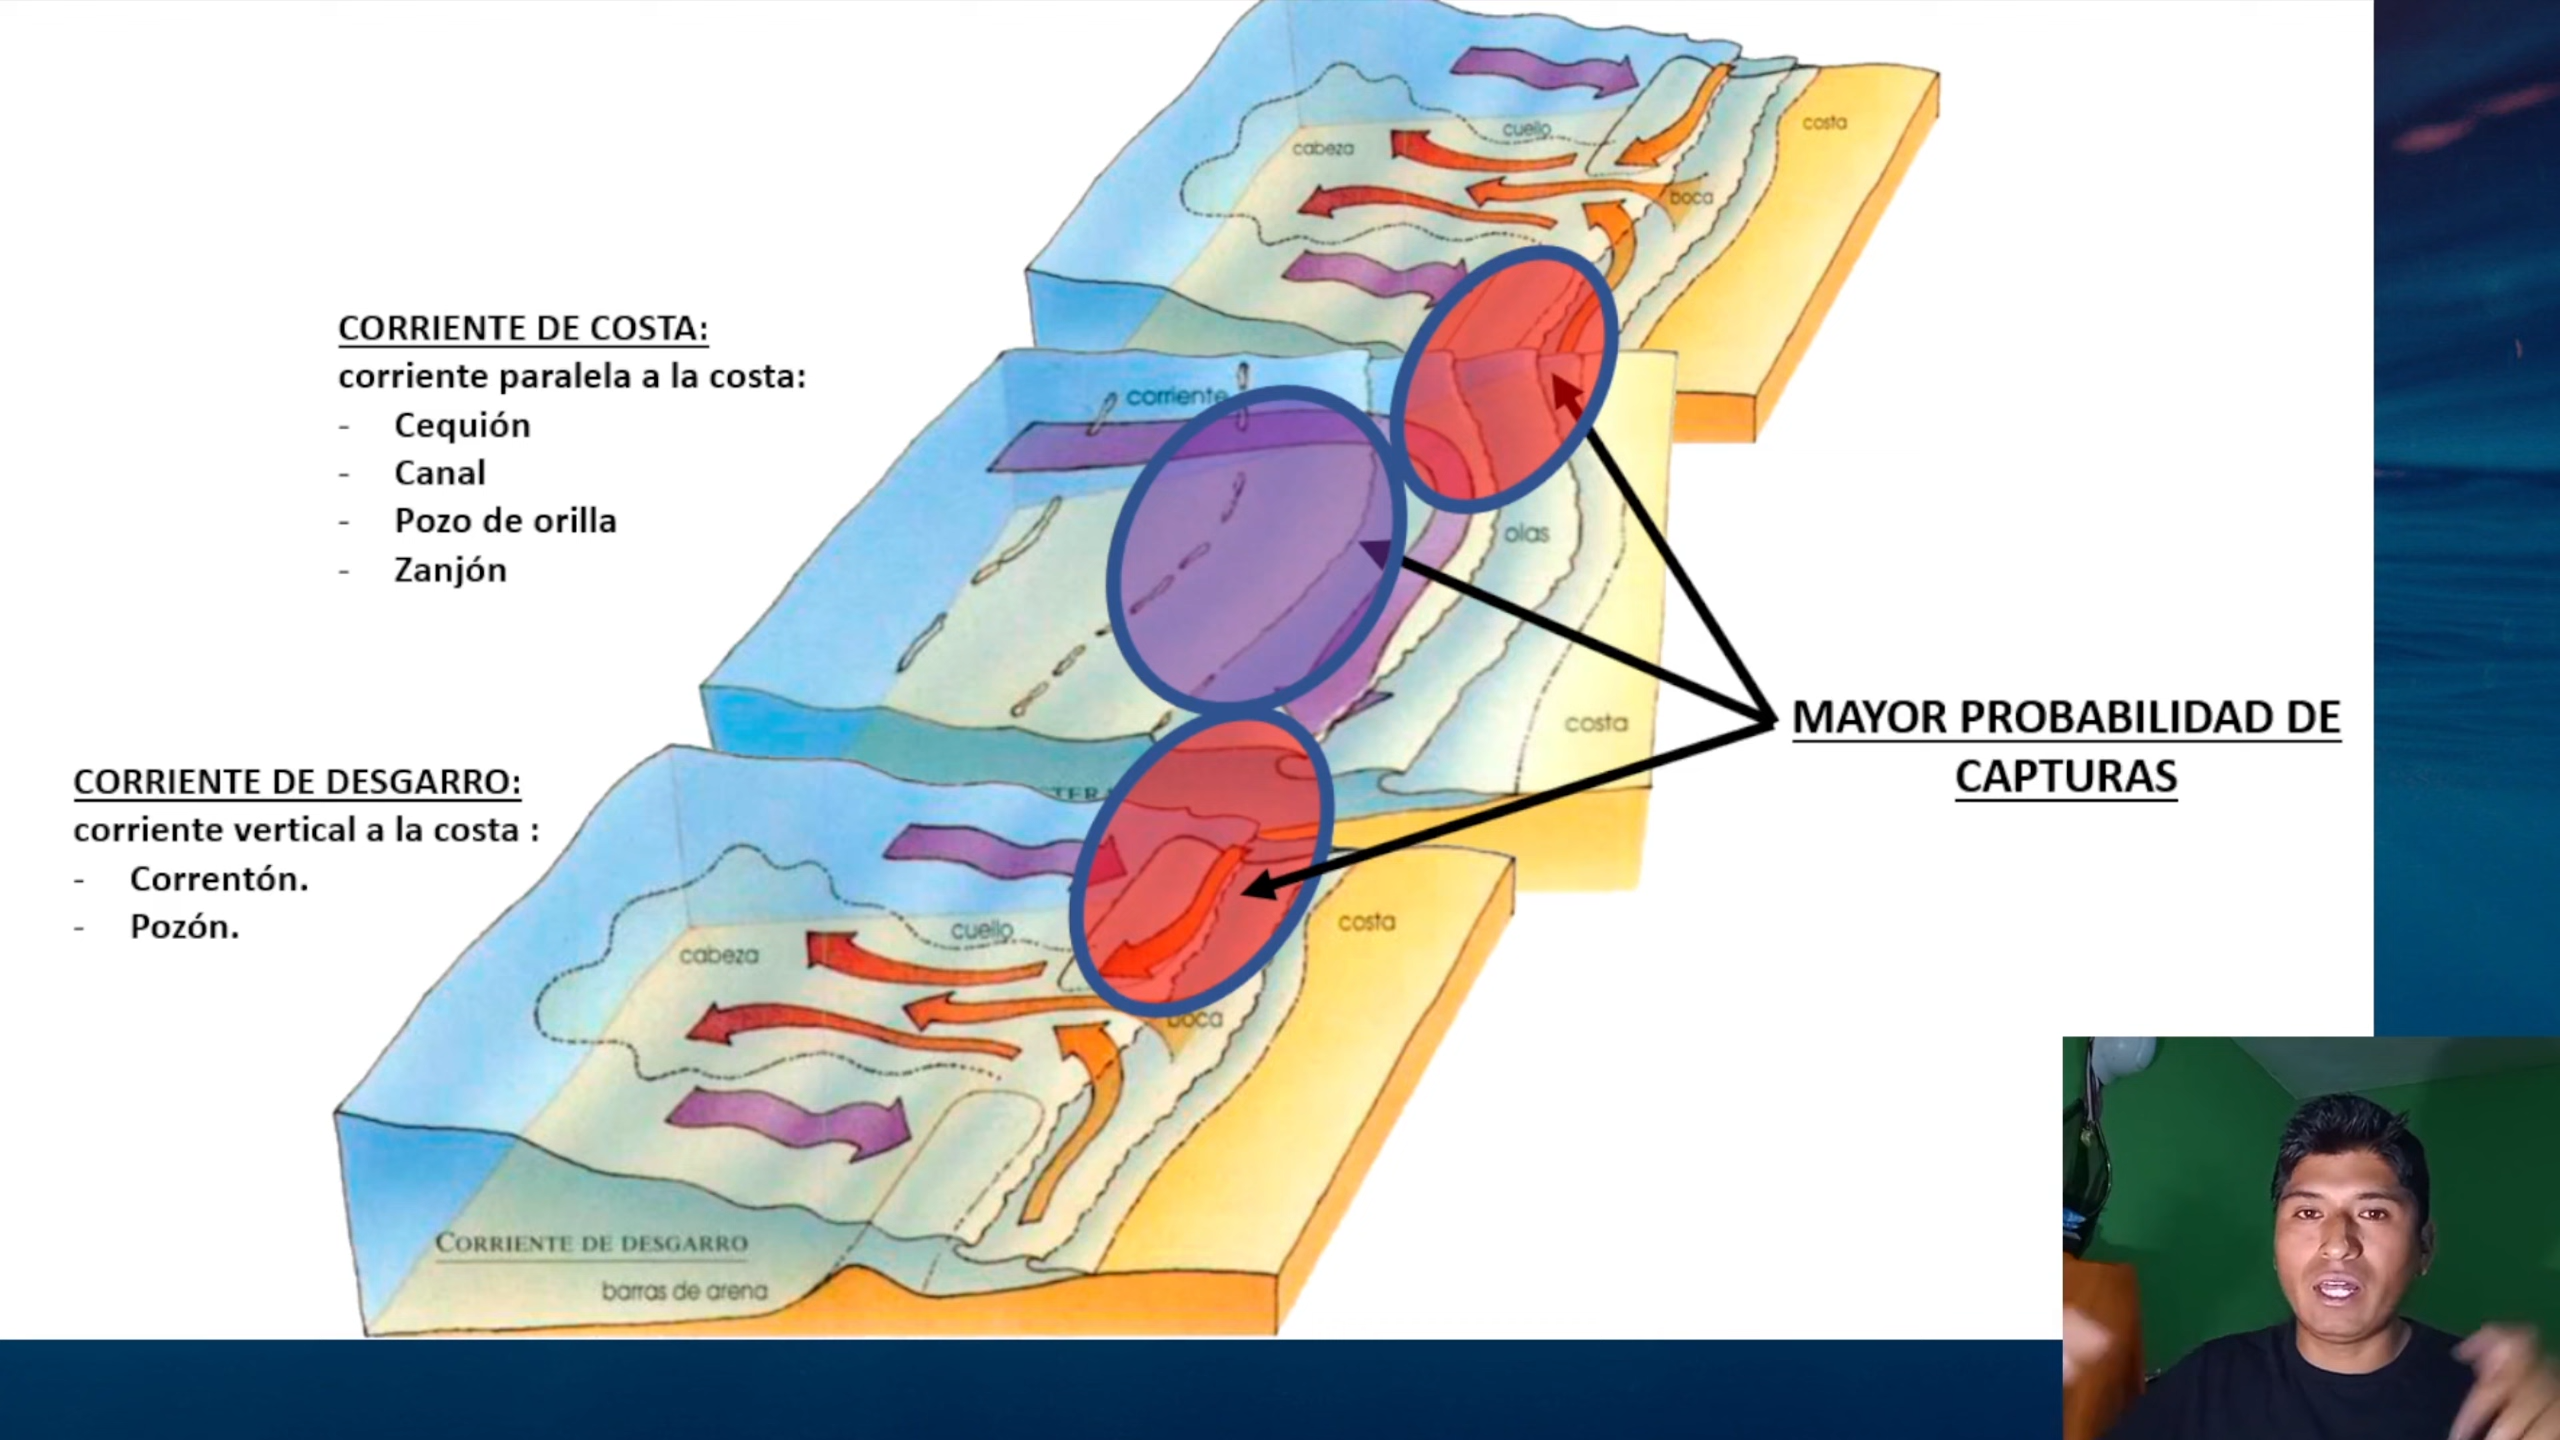 cuello
costa
cabeza
boca
CORRIENTE DE COSTA:
corriente paralela a la costa:
- Cequión
- Canal
- Pozo de orilla
- Zanjón
corriente
olas
costa
MAYOR PROBABILIDAD DE
CAPTURAS
CORRIENTE DE DESGARRO:
corriente vertical a la costa :
- Correntón.
- Pozón.
costa
cuello
cabeza
boca
CORRIENTE DE DESGARRO
barras de arena